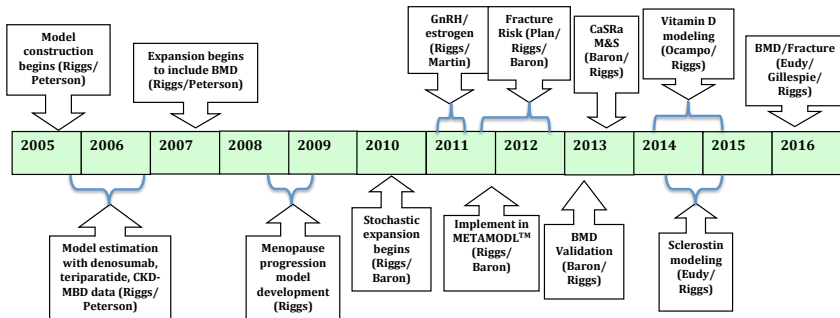 Model
construction
begins (Riggs/
Peterson)
Expansion begins
to include BMD
(Riggs/Peterson)
GnRH/
estrogen
(Riggs/
Martin)
Fracture
Risk (Plan/
Riggs/
Baron)
CaSRa
M&S
(Baron/
Riggs)
Vitamin D
modeling
(Ocampo/
Riggs)
BMD/Fracture
(Eudy/
Gillespie/
Riggs)
2005 2006 2007 2008 2009 2010 2011 2012 2013 2014 2015 2016
Model estimation
with denosumab,
teriparatide, CKD-
MBD data (Riggs/
Peterson)
Menopause
progression
model
development
(Riggs)
Stochastic
expansion
begins
(Riggs/
Baron)
Implement in
METAMODL™
(Riggs/
Baron)
BMD
Validation
(Baron/
Riggs)
Sclerostin
modeling
(Eudy/
Riggs)